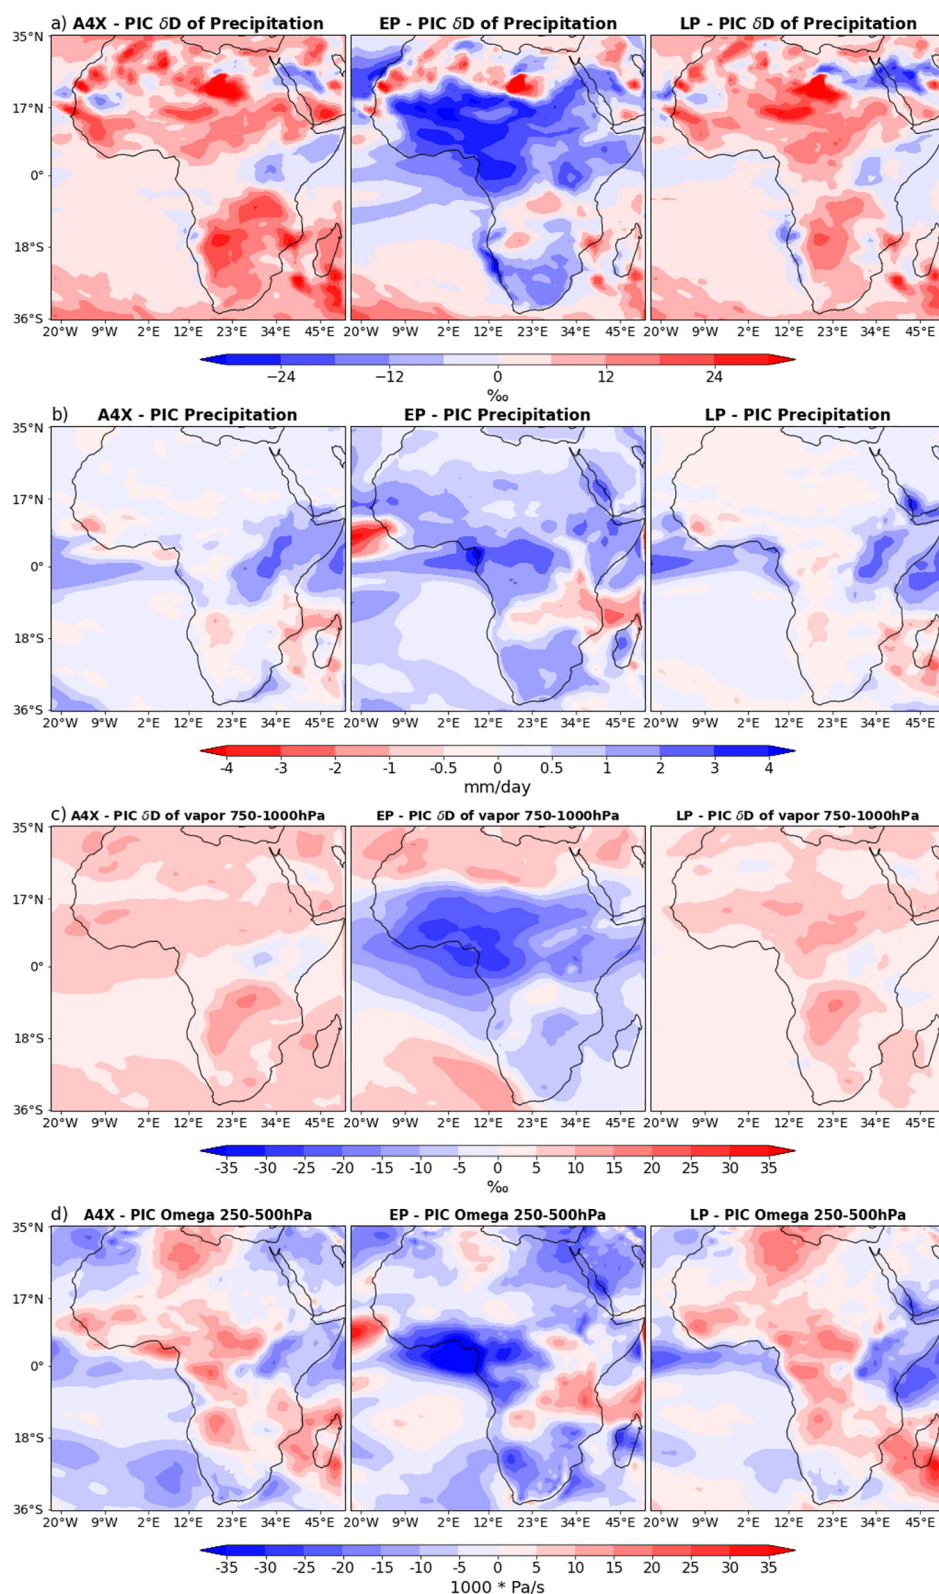 a) A4X - PIC δD of Precipitation EP - PIC δD of Precipitation LP - PIC δD of Precipitation
35°N
17°N
0°
18°S
36°S
20°W 9°W 2°E 12°E 23°E 34°E 45°E 20°W 9°W 2°E 12°E 23°E 34°E 45°E 20°W 9°W 2°E 12°E 23°E 34°E 45°E
−24 −12 0 12 24
‰
b) A4X - PIC Precipitation EP - PIC Precipitation LP - PIC Precipitation
35°N
17°N
0°
18°S
36°S
20°W 9°W 2°E 12°E 23°E 34°E 45°E 20°W 9°W 2°E 12°E 23°E 34°E 45°E 20°W 9°W 2°E 12°E 23°E 34°E 45°E
-4 -3 -2 -1 -0.5 0 0.5 1 2 3 4
mm/day
c) A4X - PIC δD of vapor 750-1000hPa EP - PIC δD of vapor 750-1000hPa LP - PIC δD of vapor 750-1000hPa
35°N
17°N
0°
18°S
36°S
20°W 9°W 2°E 12°E 23°E 34°E 45°E 20°W 9°W 2°E 12°E 23°E 34°E 45°E 20°W 9°W 2°E 12°E 23°E 34°E 45°E
-35 -30 -20 -15 -10 -5 0 5 10 15 20 30 35
‰
d) A4X - PIC Omega 250-500hPa EP - PIC Omega 250-500hPa LP - PIC Omega 250-500hPa
35°N
17°N
0°
18°S
36°S
20°W 9°W 2°E 12°E 23°E 34°E 45°E 20°W 9°W 2°E 12°E 23°E 34°E 45°E 20°W 9°W 2°E 12°E 23°E 34°E 45°E
-35 -30 -20 -15 -10 -5 0 5 10 15 20 30 35
1000 * Pa/s